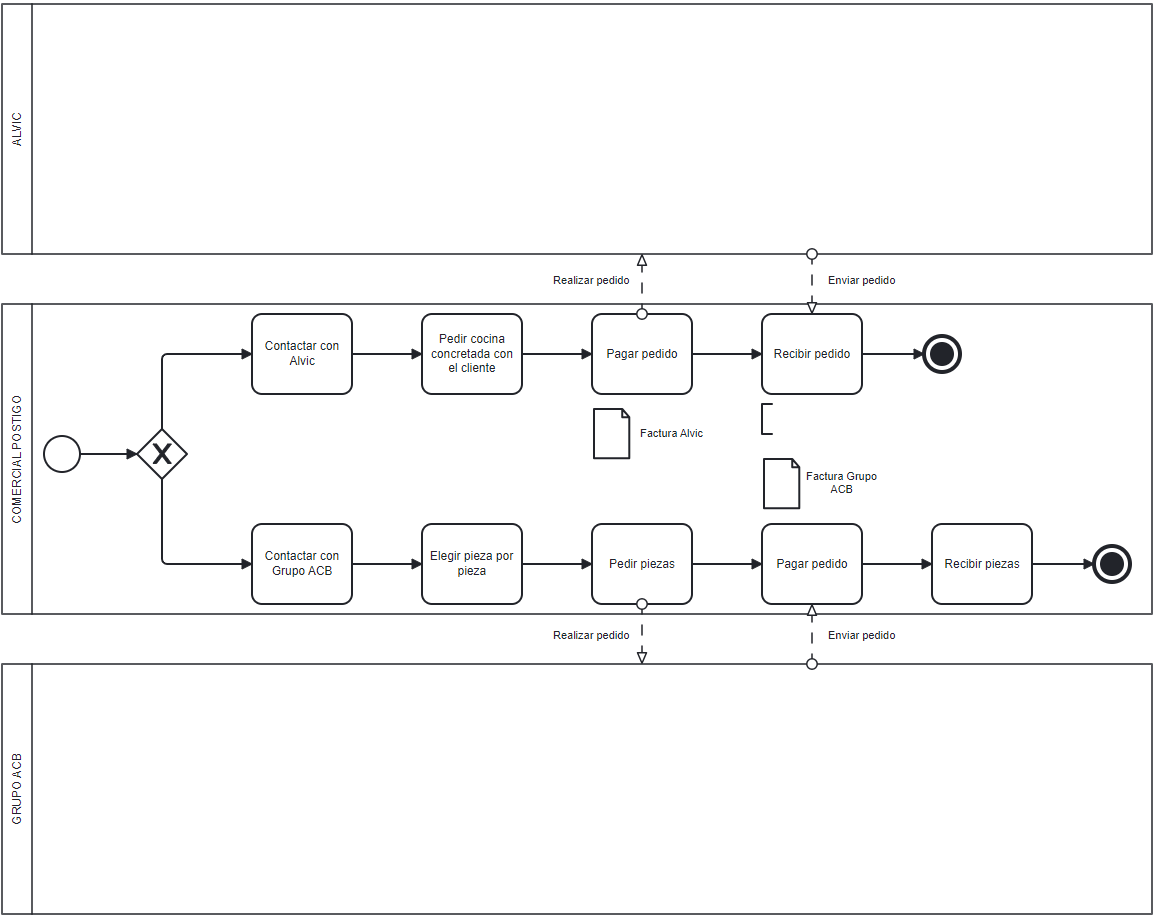 ALVIC
Realizar pedido
Enviar pedido
COMERCIAL POSTIGO
Contactar con
Alvic
Pedir cocina
concretada con
el cliente
Pagar pedido
Recibir pedido
Factura Alvic
Factura Grupo
ACB
X
Contactar con
Grupo ACB
Elegir pieza por
pieza
Pedir piezas
Pagar pedido
Recibir piezas
Realizar pedido
Enviar pedido
GRUPO ACB